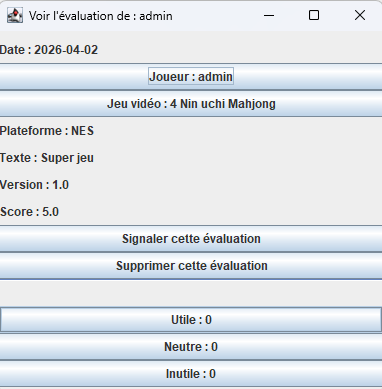 Voir l'évaluation de : admin
Date : 2026-04-02
Joueur : admin
Jeu vidéo : 4 Nin uchi Mahjong
Plateforme : NES
Texte : Super jeu
Version : 1.0
Score : 5.0
Signaler cette évaluation
Supprimer cette évaluation
Utile : 0
Neutre : 0
Inutile : 0